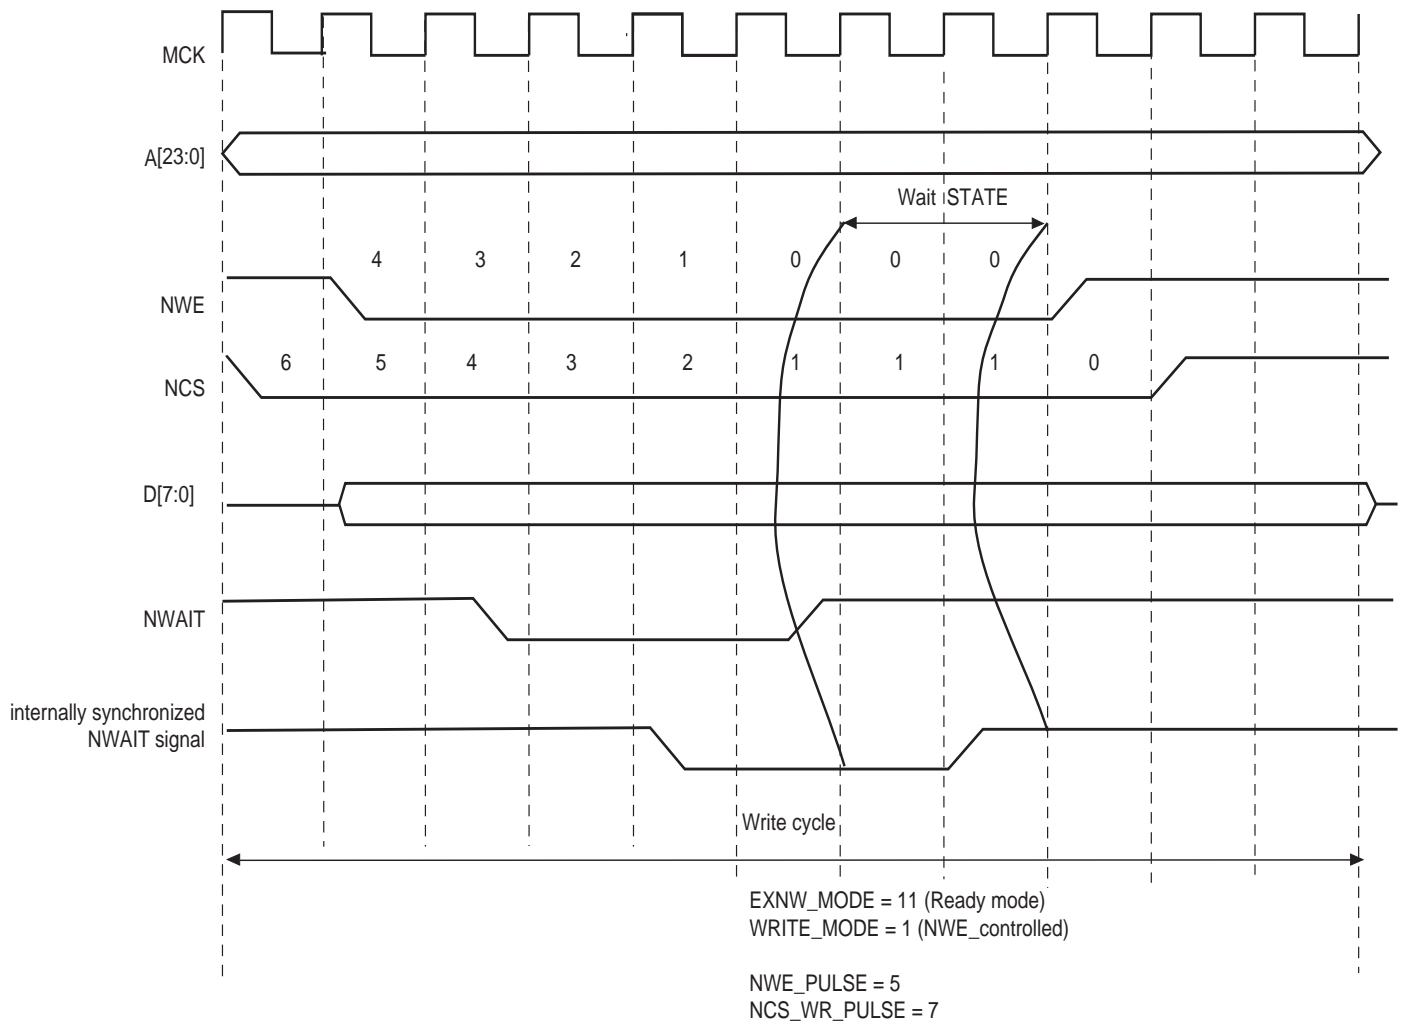 MCK
A[23:0]
Wait STATE
4 3 2 1 0 0 0
NWE
6 5 4 3 2 1 1 1 0
NCS
D[7:0]
NWAIT
internally synchronized
NWAIT signal
Write cycle
EXNW_MODE = 11 (Ready mode)
WRITE_MODE = 1 (NWE_controlled)
NWE_PULSE = 5
NCS_WR_PULSE = 7